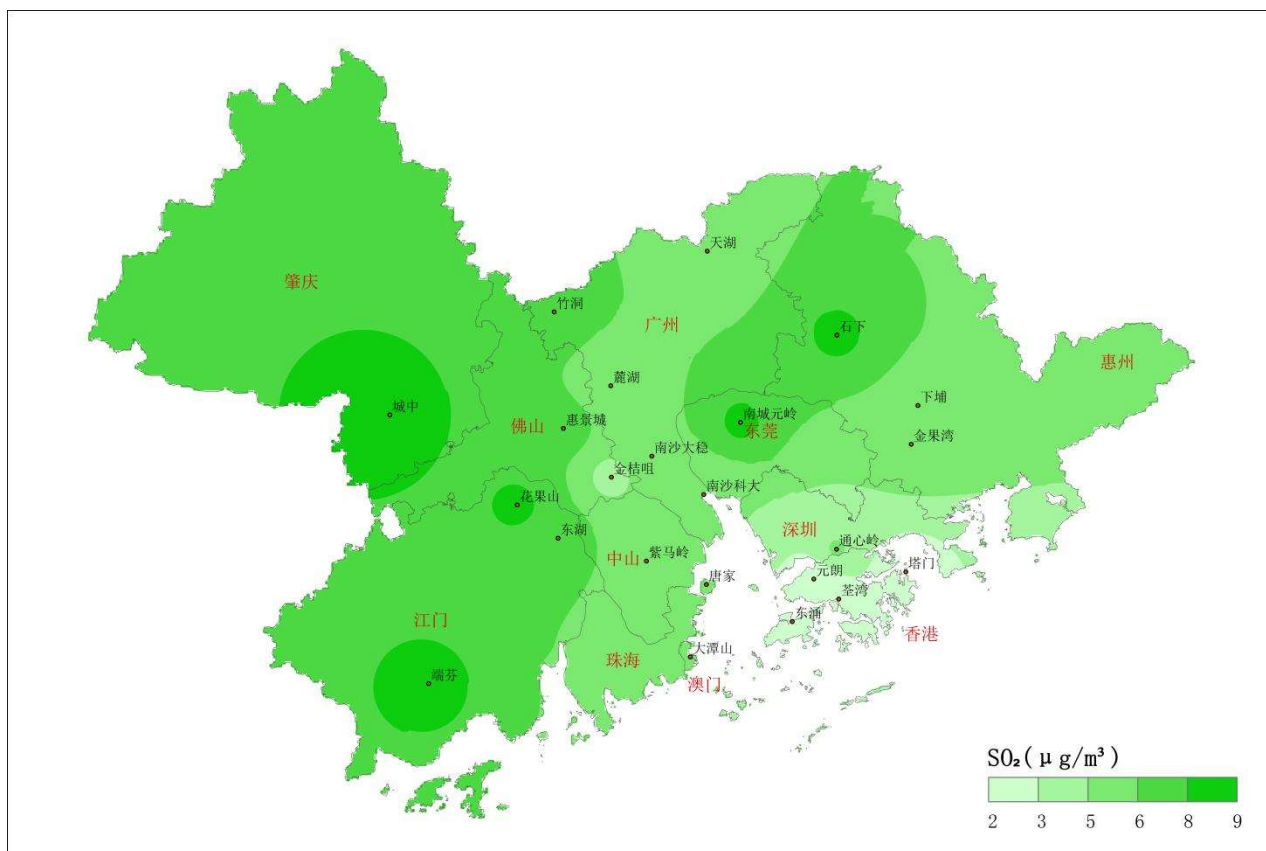 天湖
肇庆
竹洞
广州
石下
惠州
麓湖
城中
下埔
南城元岭
佛山
惠景城
东莞
金果湾
南沙大稳
金桔咀
南沙科大
花果山
深圳
东湖
通心岭
中山
紫马岭
塔门
元朗
唐家
荃湾
东涌
江门
香港
大潭山
珠海
端芬
澳门
SO₂(μg/m³)
2 3 5 6 8 9